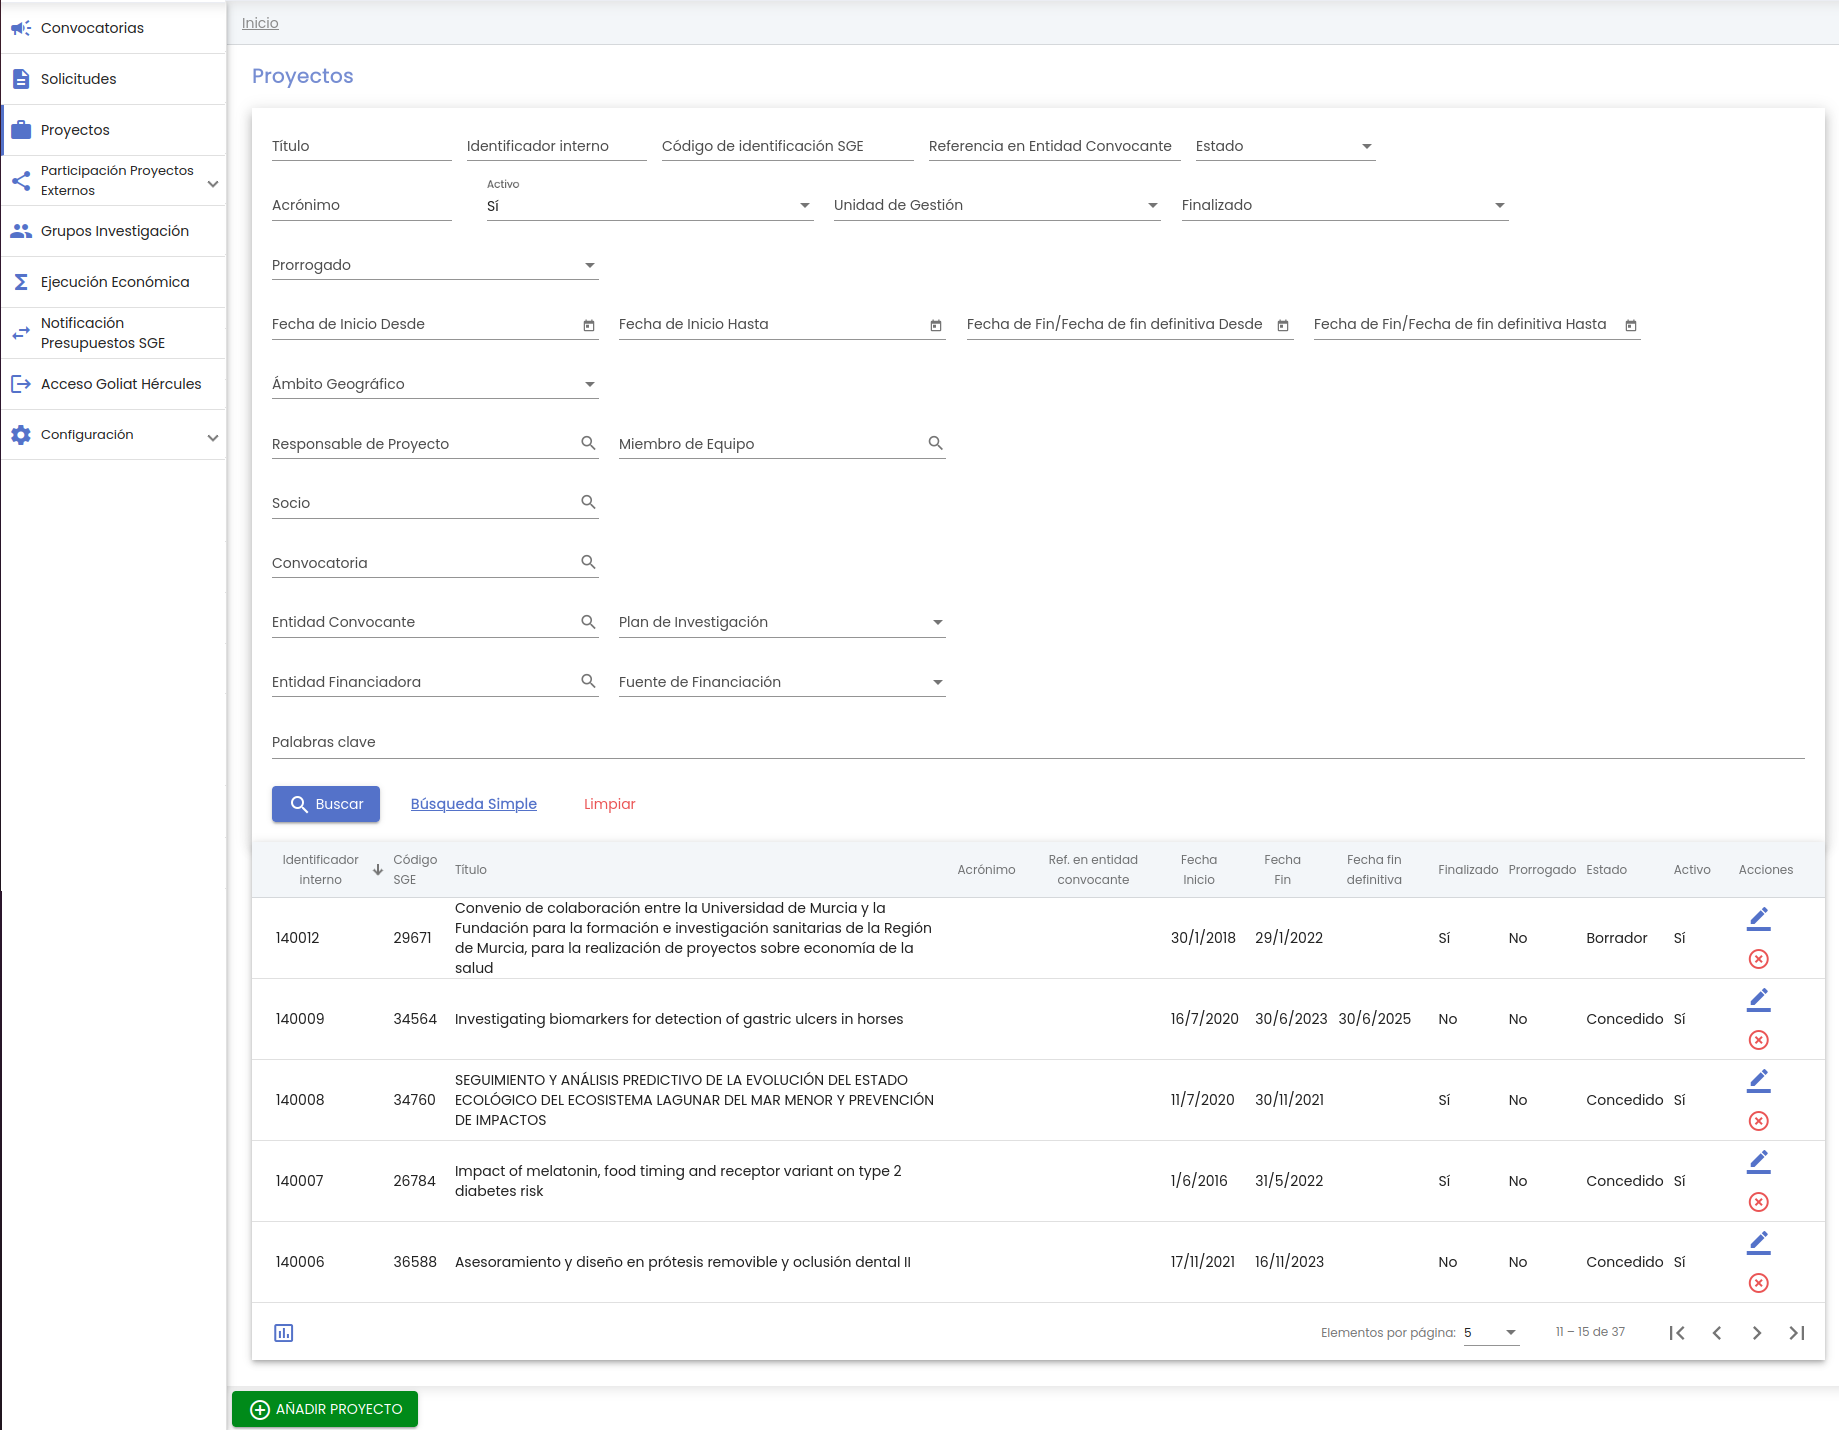 Convocatorias
Solicitudes
Proyectos
Participación Proyectos
Externos
Grupos Investigación
Ejecución Económica
Notificación
Presupuestos SGE
Acceso Goliat Hércules
Configuración
Inicio
Proyectos
Título Identificador interno Código de identificación SGE Referencia en Entidad Convocante Estado
Activo
Acrónimo Sí Unidad de Gestión Finalizado
Prorrogado
Fecha de Inicio Desde Fecha de Inicio Hasta Fecha de Fin/Fecha de fin definitiva Desde Fecha de Fin/Fecha de fin definitiva Hasta
Ámbito Geográfico
Responsable de Proyecto Miembro de Equipo
Socio
Convocatoria
Entidad Convocante Plan de Investigación
Entidad Financiadora Fuente de Financiación
Palabras clave
Buscar Búsqueda Simple Limpiar
Identificador Código Ref. en entidad Fecha Fecha Fecha fin
Título Acrónimo Finalizado Prorrogado Estado Activo Acciones
interno SGE convocante Inicio Fin definitiva
Convenio de colaboración entre la Universidad de Murcia y la
Fundación para la formación e investigación sanitarias de la Región
140012 29671 de Murcia, para la realización de proyectos sobre economía de la 30/1/2018 29/1/2022 Sí No Borrador Sí
salud
140009 34564 Investigating biomarkers for detection of gastric ulcers in horses 16/7/2020 30/6/2023 30/6/2025 No No Concedido Sí
SEGUIMIENTO Y ANÁLISIS PREDICTIVO DE LA EVOLUCIÓN DEL ESTADO
140008 34760 ECOLÓGICO DEL ECOSISTEMA LAGUNAR DEL MAR MENOR Y PREVENCIÓN 11/7/2020 30/11/2021 Sí No Concedido Sí
DE IMPACTOS
Impact of melatonin, food timing and receptor variant on type 2
140007 26784 diabetes risk 1/6/2016 31/5/2022 Sí No Concedido Sí
140006 36588 Asesoramiento y diseño en prótesis removible y oclusión dental II 17/11/2021 16/11/2023 No No Concedido Sí
Elementos por página: 5 11 – 15 de 37
AÑADIR PROYECTO